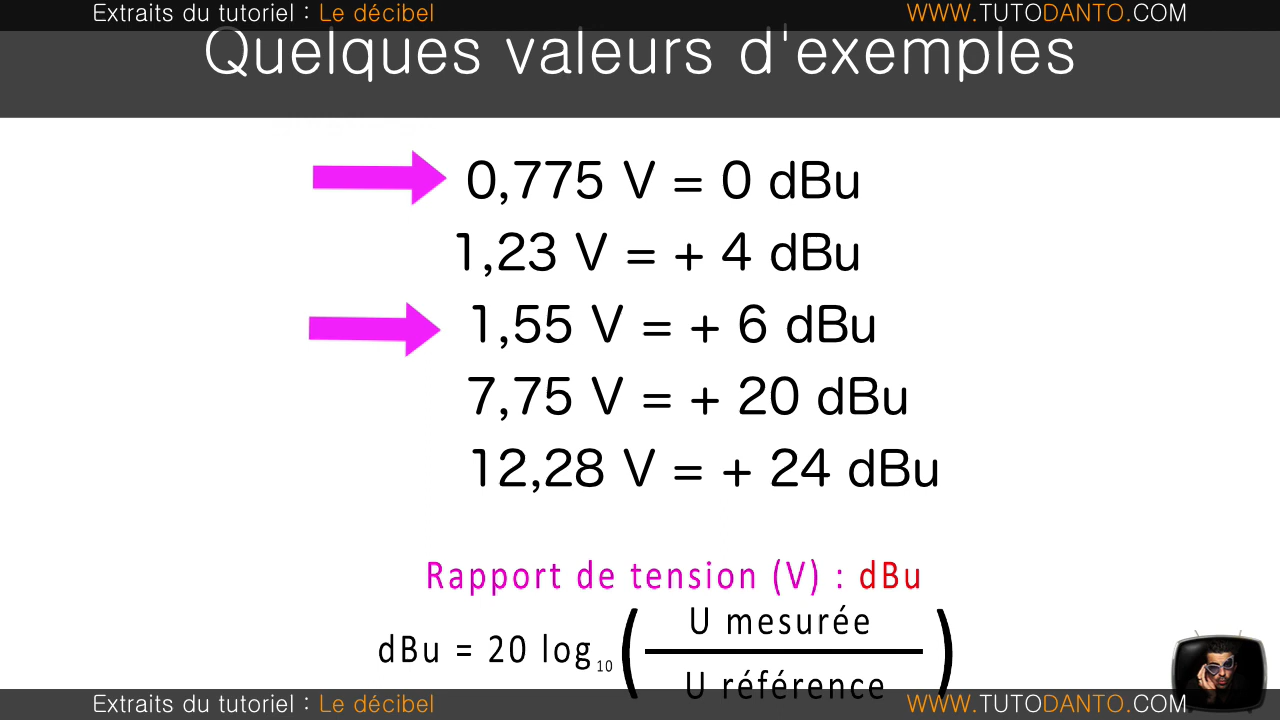 Extraits du tutoriel : Le décibel WWW.TUTODANTO.COM
Quelques valeurs d'exemples
0,775 V = 0 dBu
1,23 V = + 4 dBu
1,55 V = + 6 dBu
7,75 V = + 20 dBu
12,28 V = + 24 dBu
Rapport de tension (V) : dBu
U mesurée
dBu = 20 log10
U référence
Extraits du tutoriel : Le décibel WWW.TUTODANTO.COM